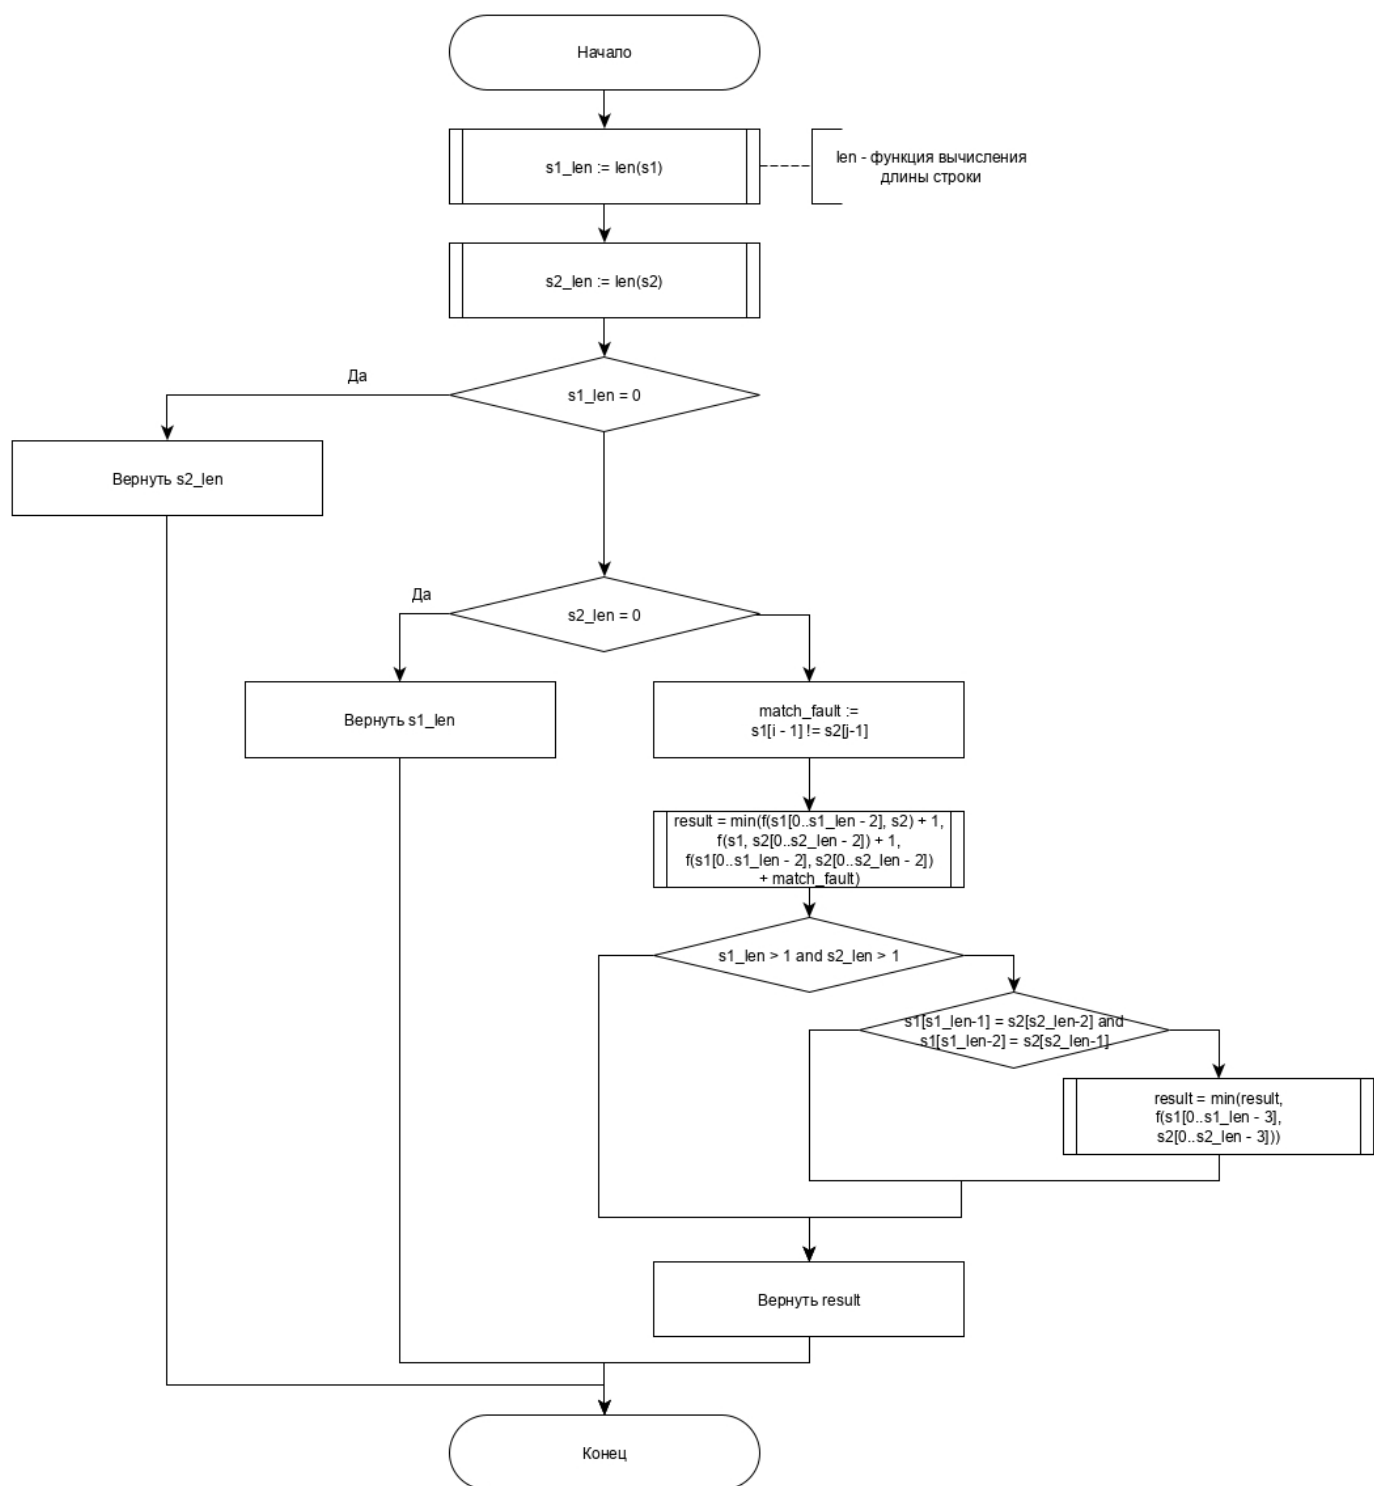 Начало
s1_len := len(s1)
len - функция вычисления
длины строки
s2_len := len(s2)
Да
s1_len = 0
Вернуть s2_len
Да
s2_len = 0
Вернуть s1_len
match_fault :=
s1[i - 1] != s2[j-1]
result = min(f(s1[0..s1_len - 2], s2) + 1,
f(s1, s2[0..s2_len - 2]) + 1,
f(s1[0..s1_len - 2], s2[0..s2_len - 2])
+ match_fault)
s1_len > 1 and s2_len > 1
s1[s1_len-1] = s2[s2_len-2] and
s1[s1_len-2] = s2[s2_len-1]
result = min(result,
f(s1[0..s1_len - 3],
s2[0..s2_len - 3]))
Вернуть result
Конец